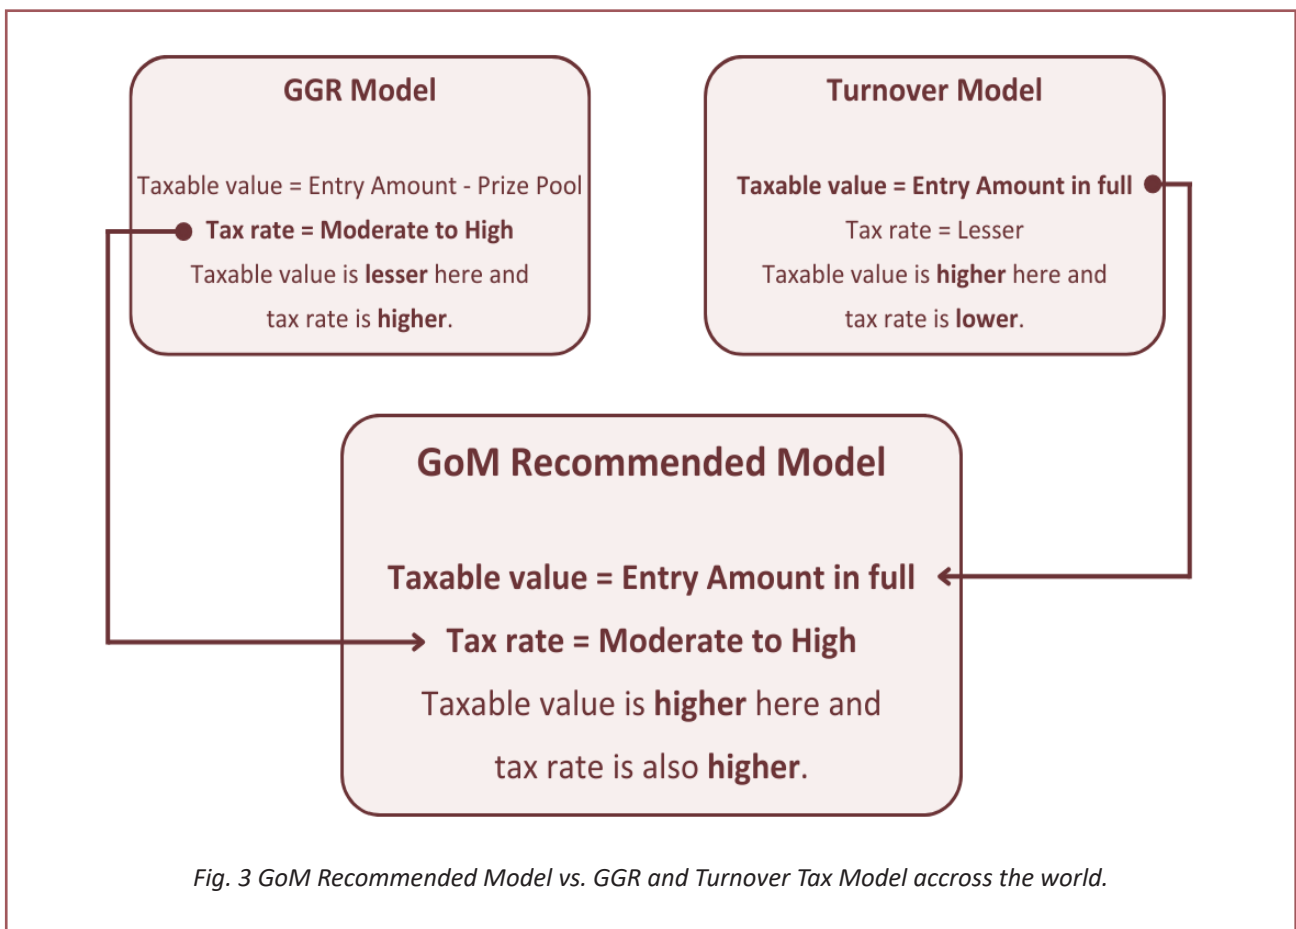 GGR Model
Taxable value = Entry Amount - Prize Pool
Tax rate = Moderate to High
Taxable value is lesser here and
tax rate is higher.
Turnover Model
Taxable value = Entry Amount in full
Tax rate = Lesser
Taxable value is higher here and
tax rate is lower.
GoM Recommended Model
Taxable value = Entry Amount in full
Tax rate = Moderate to High
Taxable value is higher here and
tax rate is also higher.
Fig. 3 GoM Recommended Model vs. GGR and Turnover Tax Model accross the world.